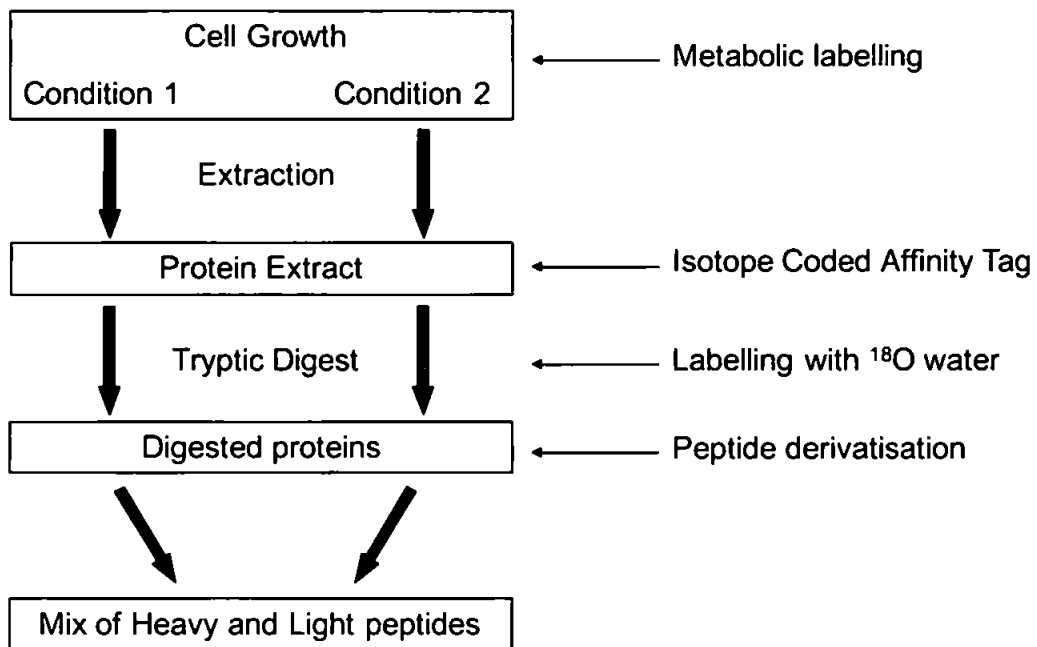 Cell Growth
Metabolic labelling
Condition 1
Condition 2
Extraction
Protein Extract
Isotope Coded Affinity Tag
Tryptic Digest
Labelling with ¹⁸O water
Digested proteins
Peptide derivatisation
Mix of Heavy and Light peptides